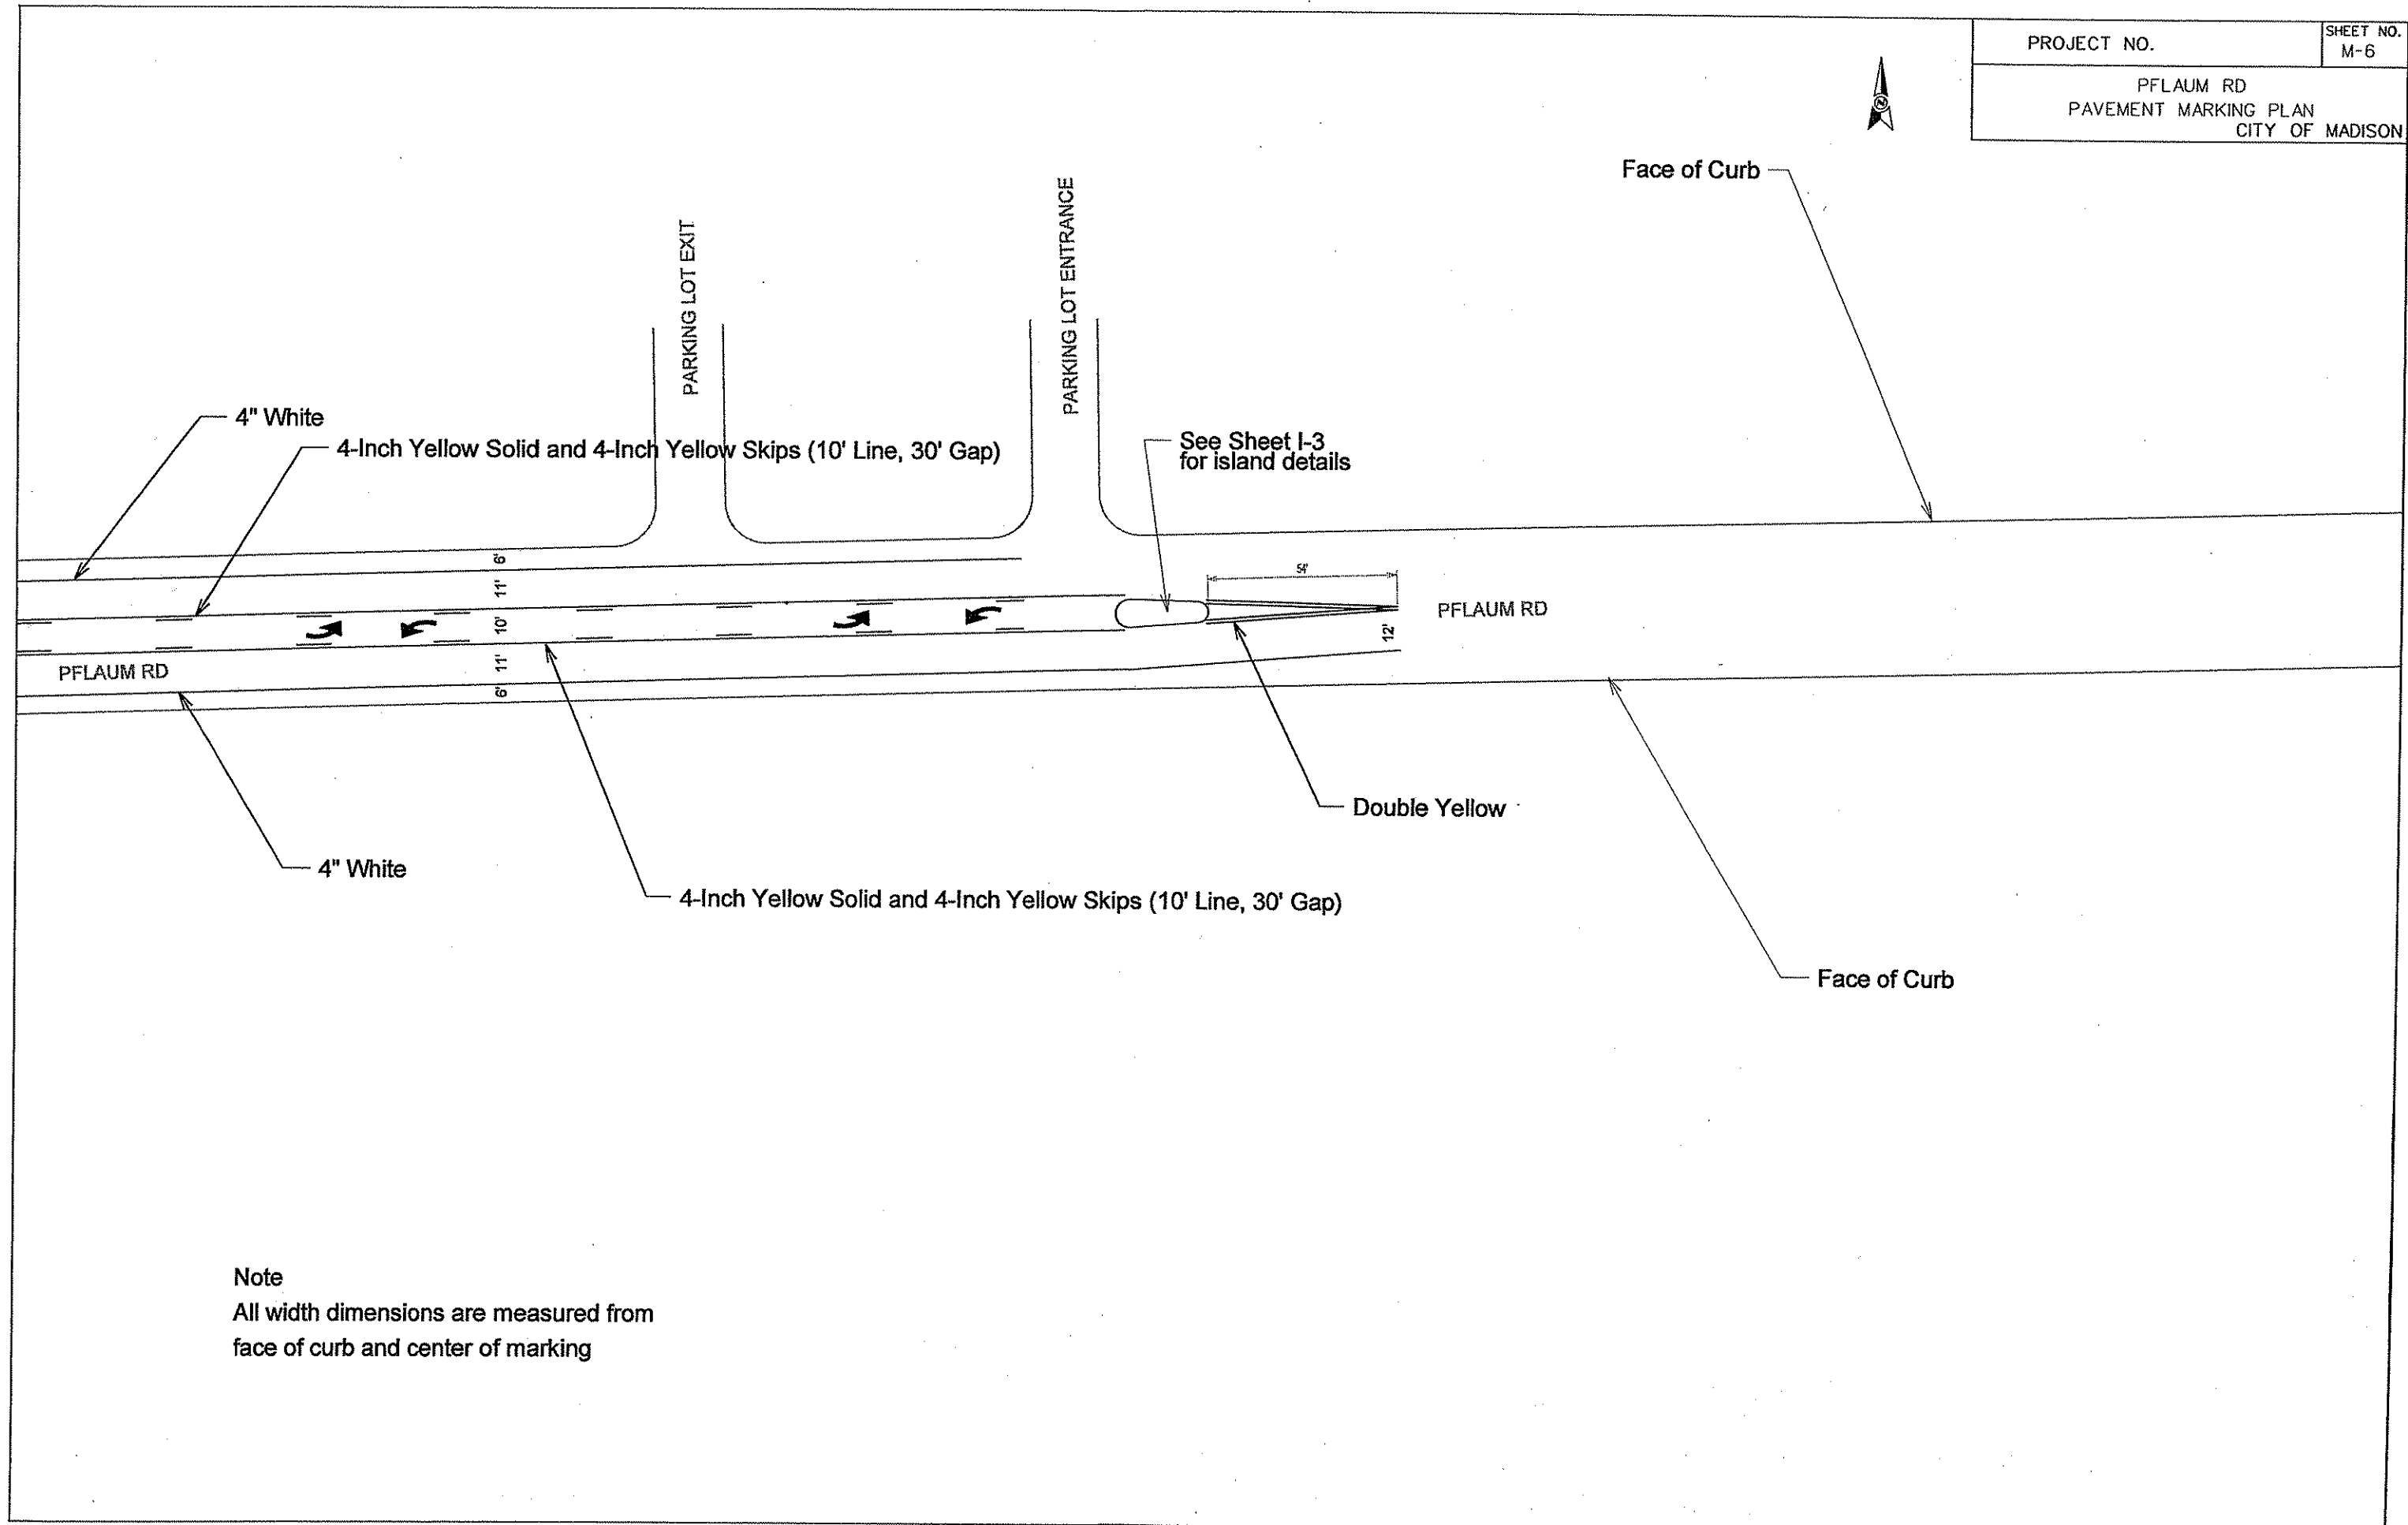 PROJECT NO.
SHEET NO.
M-6
PFLAUM RD
PAVEMENT MARKING PLAN
CITY OF MADISON
N
Face of Curb
PARKING LOT EXIT
PARKING LOT ENTRANCE
4" White
4-Inch Yellow Solid and 4-Inch Yellow Skips (10' Line, 30' Gap)
See Sheet I-3
for island details
6'
11'
10'
11'
6'
54'
12'
PFLAUM RD
PFLAUM RD
Double Yellow
4" White
4-Inch Yellow Solid and 4-Inch Yellow Skips (10' Line, 30' Gap)
Face of Curb
Note
All width dimensions are measured from
face of curb and center of marking